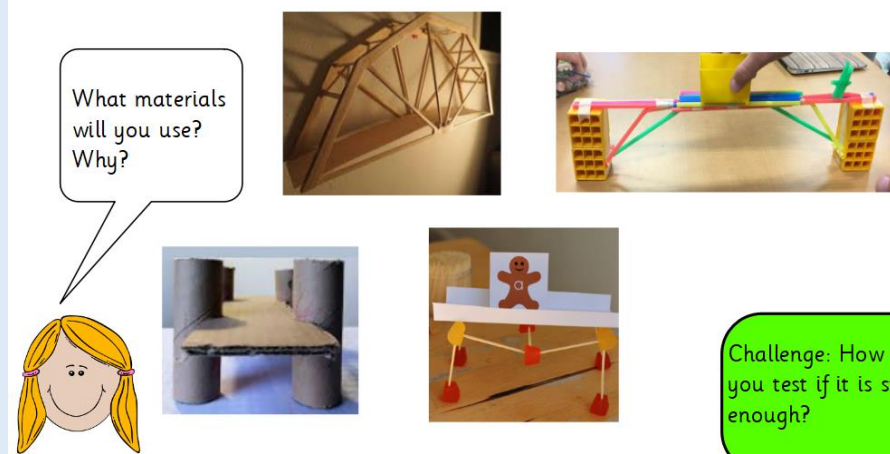 What materials
will you use?
Why?
a
Challenge: How
you test if it is
enough?